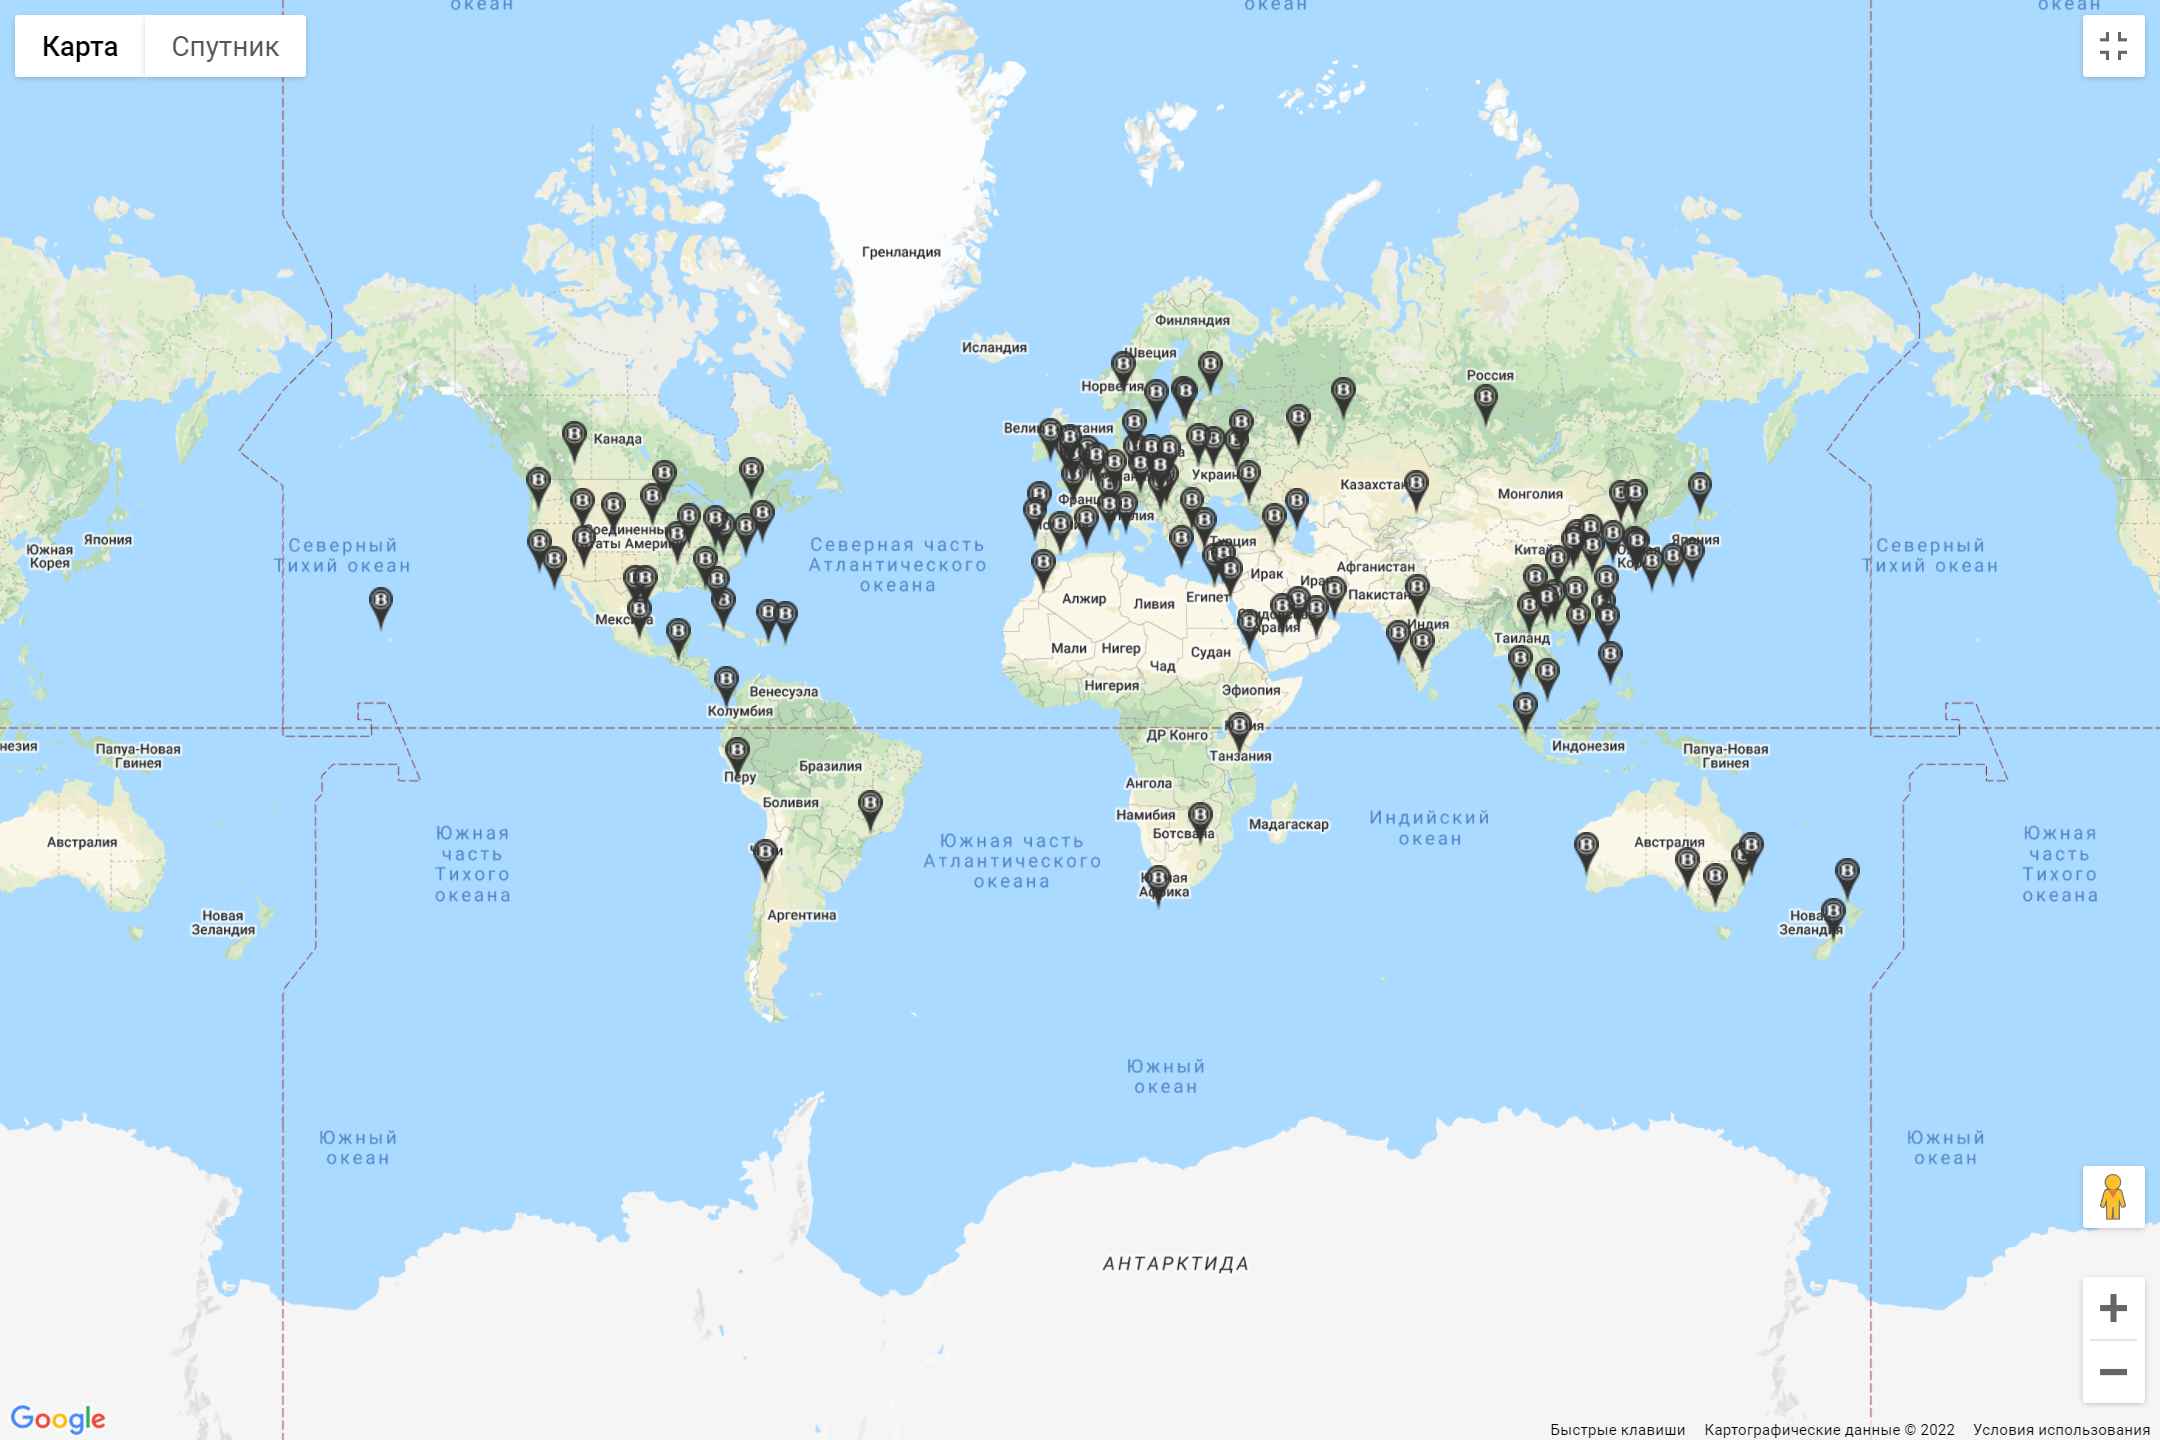 океан
океан
океан
Карта
Спутник
Гренландия
Финляндия
Исландия
Швеция
Норвегия
Россия
Канада
Украина
Казахстан
Монголия
Япония
Южная
Корея
Северный
Тихий океан
Северная часть
Атлантического
океана
Турция
Китай
Япония
Северный
Тихий океан
Ирак
Афганистан
Пакистан
Алжир
Ливия
Египет
Мексика
Индия
Таиланд
Мали
Нигер
Чад
Судан
Нигерия
Эфиопия
Венесуэла
Колумбия
ДР Конго
Танзания
Индонезия
незия
Папуа-Новая
Гвинея
Папуа-Новая
Гвинея
Перу
Бразилия
Боливия
Ангола
Намибия
Ботсвана
Мадагаскар
Индийский
океан
Австралия
Австралия
Южная
часть
Тихого
океана
Южная часть
Атлантического
океана
Южная
Африка
Южная
часть
Тихого
океана
Аргентина
Новая
Зеландия
Новая
Зеландия
Южный
океан
Южный
океан
Южный
океан
АНТАРКТИДА
Google
Быстрые клавиши
Картографические данные © 2022
Условия использования